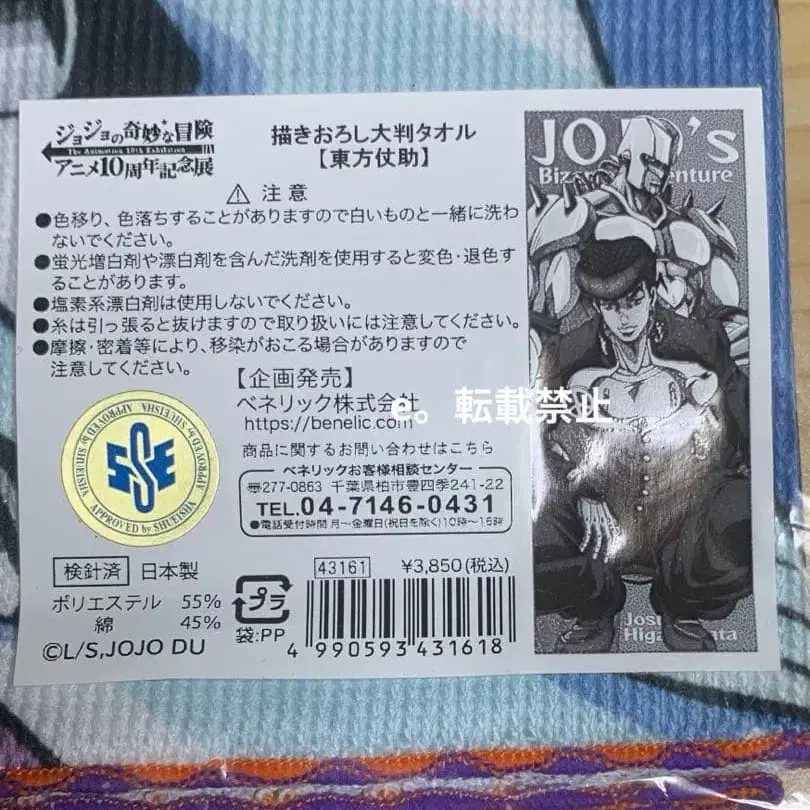 ジョジョの奇妙な冒険
The Animation 10th Exhibition
アニメ10周年記念展
描きおろし大判タオル
【東方仗助】
⚠ 注意
●色移り、色落ちすることがありますので白いものと一緒に洗わ
ないでください。
●蛍光増白剤や漂白剤を含んだ洗剤を使用すると変色・退色す
ることがあります。
●塩素系漂白剤は使用しないでください。
●糸は引っ張ると抜けますので取り扱いには注意してください。
●摩擦・密着等により、移染がおこる場合がありますので
注意してください。
【企画発売】
ベネリック株式会社
https://benelic.com
e。転載禁止
商品に関するお問い合わせはこちら
ベネリックお客様相談センター
〒277-0863 千葉県柏市豊四季241-22
TEL.04-7146-0431
●電話受付時間 月~金曜日(祝日を除く)10時~16時
APPROVED by SHUEISHA
APPROVED by SHUEISHA
APPROVED by SHUEISHA
SE
検針済 日本製
ポリエステル 55%
綿 45%
©L/S,JOJO DU
プラ
袋:PP
43161 ¥3,850(税込)
4 990593 431618
JOJO's
Bizarre Adventure